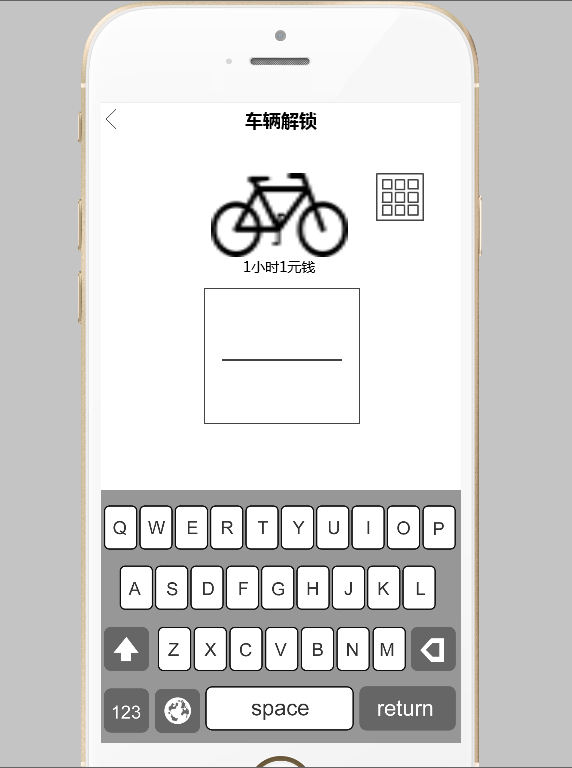 车辆解锁
1小时1元钱
Q W E R T Y U I O P
A S D F G H J K L
Z X C V B N M
123 space return